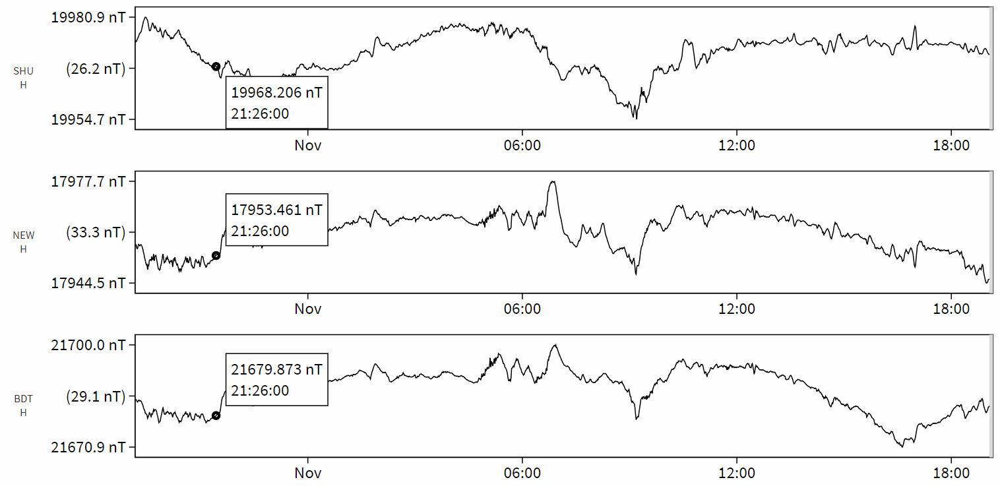 19980.9 nT
SHU
H
(26.2 nT)
19968.206 nT
21:26:00
19954.7 nT
Nov 06:00 12:00 18:00
17977.7 nT
NEW
H
(33.3 nT)
17953.461 nT
21:26:00
17944.5 nT
Nov 06:00 12:00 18:00
21700.0 nT
BDT
H
(29.1 nT)
21679.873 nT
21:26:00
21670.9 nT
Nov 06:00 12:00 18:00